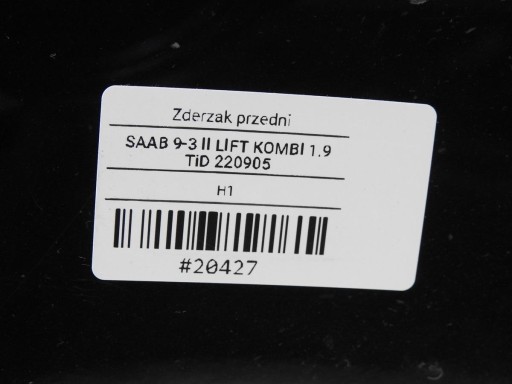 Zderzak przedni
SAAB 9-3 II LIFT KOMBI 1.9
TiD 220905
H1
#20427